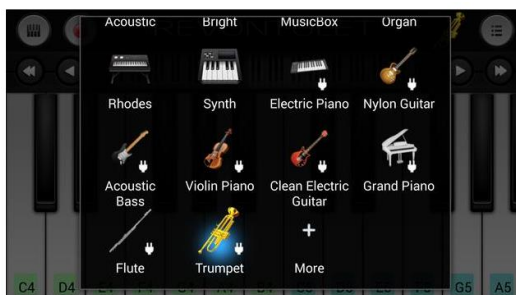 Acoustic Bright MusicBox Organ
Rhodes Synth Electric Piano Nylon Guitar
Acoustic Bass Violin Piano Clean Electric Guitar Grand Piano
Flute Trumpet More
C4 D4 G5 A5